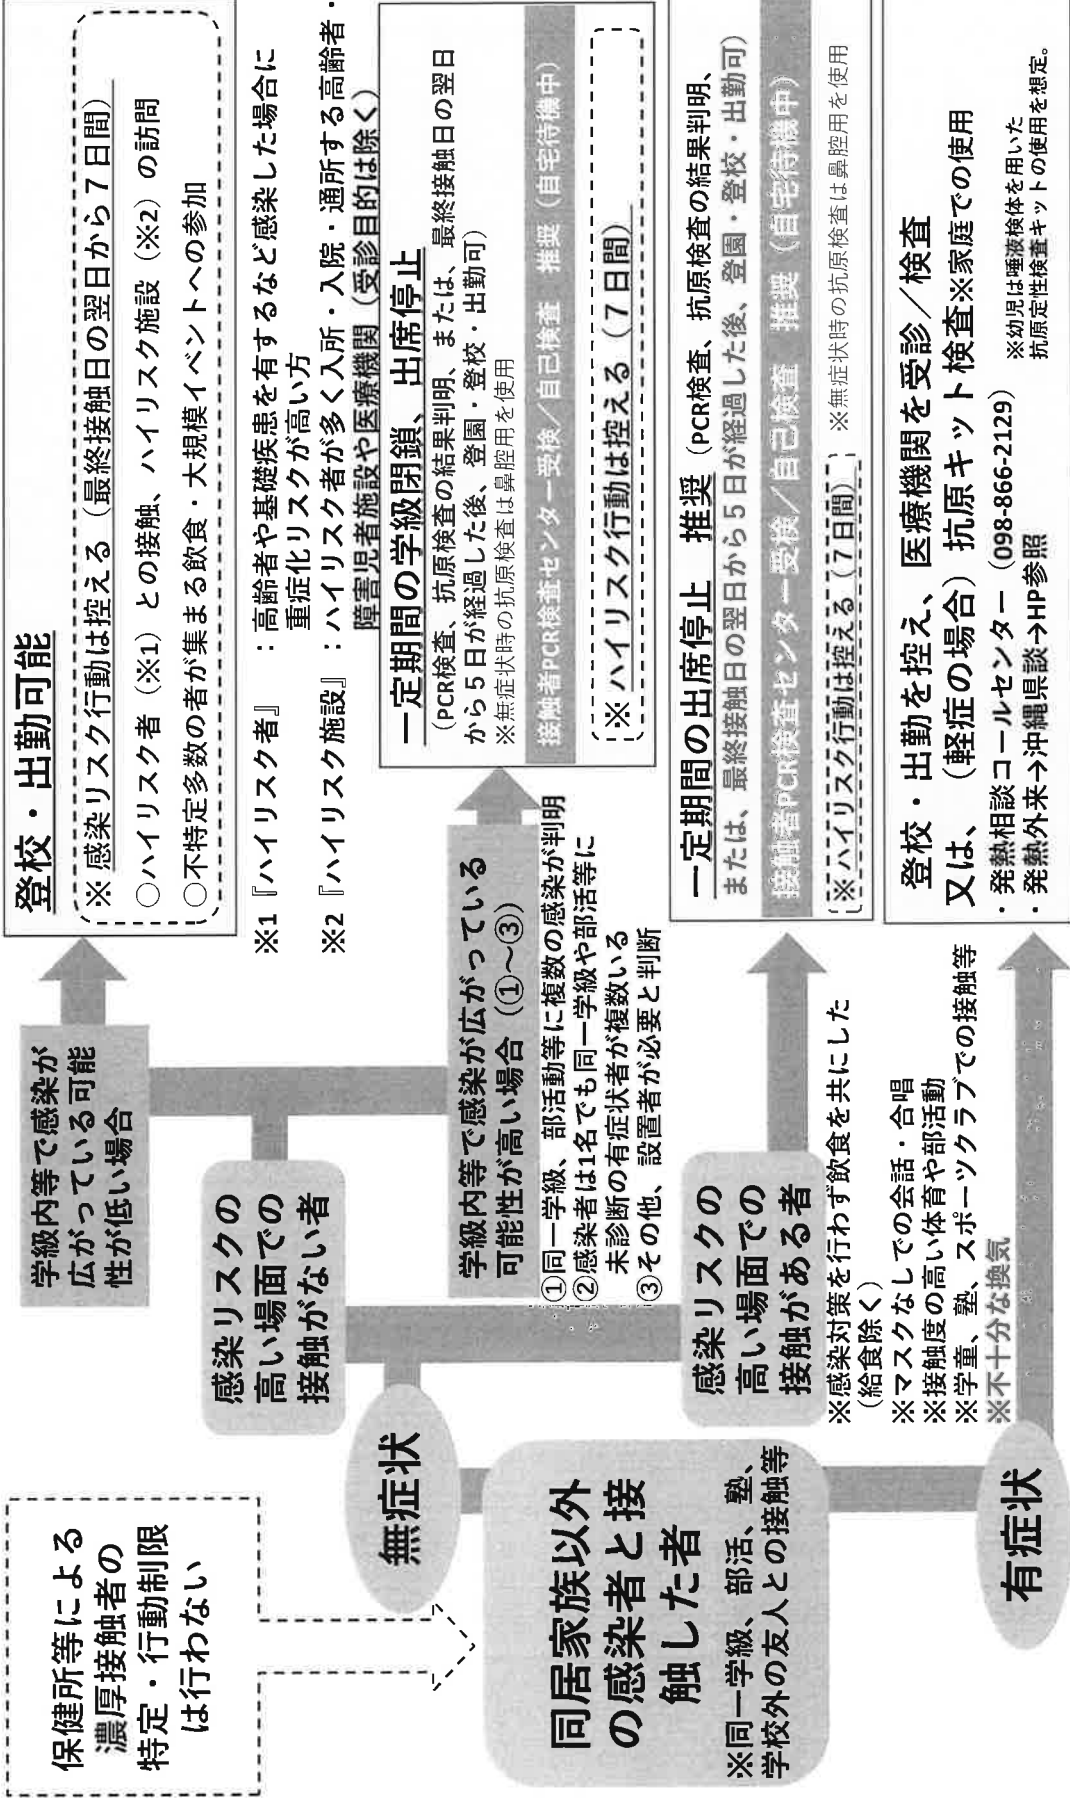 保健所等による
濃厚接触者の
特定・行動制限
は行わない
同居家族以外
の感染者と接
触した者
※同一学級、部活、塾、
学校外の友人との接触等
無症状
有症状
感染リスクの
高い場面での
接触がない者
感染リスクの
高い場面での
接触がある者
※感染対策を行わず飲食を共にした
(給食除く)
※マスクなしでの会話・合唱
※接触度の高い体育や部活動
※学童、塾、スポーツクラブでの接触等
※不十分な換気
学級内等で感染が
広がっている可能
性が低い場合
学級内等で感染が広がっている
可能性が高い場合(①～③)
①同一学級、部活動等に複数の感染が判明
②感染者は1名でも同一学級や部活等に
未診断の有症状者が複数いる
③その他、設置者が必要と判断
登校・出勤可能
※感染リスク行動は控える(最終接触日の翌日から7日間)
○ハイリスク者(※1)との接触、ハイリスク施設(※2)の訪問
○不特定多数の者が集まる飲食・大規模イベントへの参加
※1『ハイリスク者』:高齢者や基礎疾患を有するなど感染した場合に
重症化リスクが高い方
※2『ハイリスク施設』:ハイリスク者が多く入所・入院・通所する高齢者・
障害児者施設や医療機関(受診目的は除く)
一定期間の学級閉鎖、出席停止
(PCR検査、抗原検査の結果判明、または、最終接触日の翌日
から5日が経過した後、登園・登校・出勤可)
※無症状時の抗原検査は鼻腔用を使用
接触者PCR検査センター受検/自己検査 推奨(自宅待機中)
※ハイリスク行動は控える(7日間)
一定期間の出席停止 推奨(PCR検査、抗原検査の結果判明、
または、最終接触日の翌日から5日が経過した後、登園・登校・出勤可)
接触者PCR検査センター受検/自己検査 推奨(自宅待機中)
※ハイリスク行動は控える(7日間)
※無症状時の抗原検査は鼻腔用を使用
登校・出勤を控え、医療機関を受診/検査
又は、(軽症の場合)抗原キット検査※家庭での使用
・発熱相談コールセンター(098-866-2129)
・発熱外来→沖縄県談→HP参照
※幼児は唾液検体を用いた
抗原定性検査キットの使用を想定。